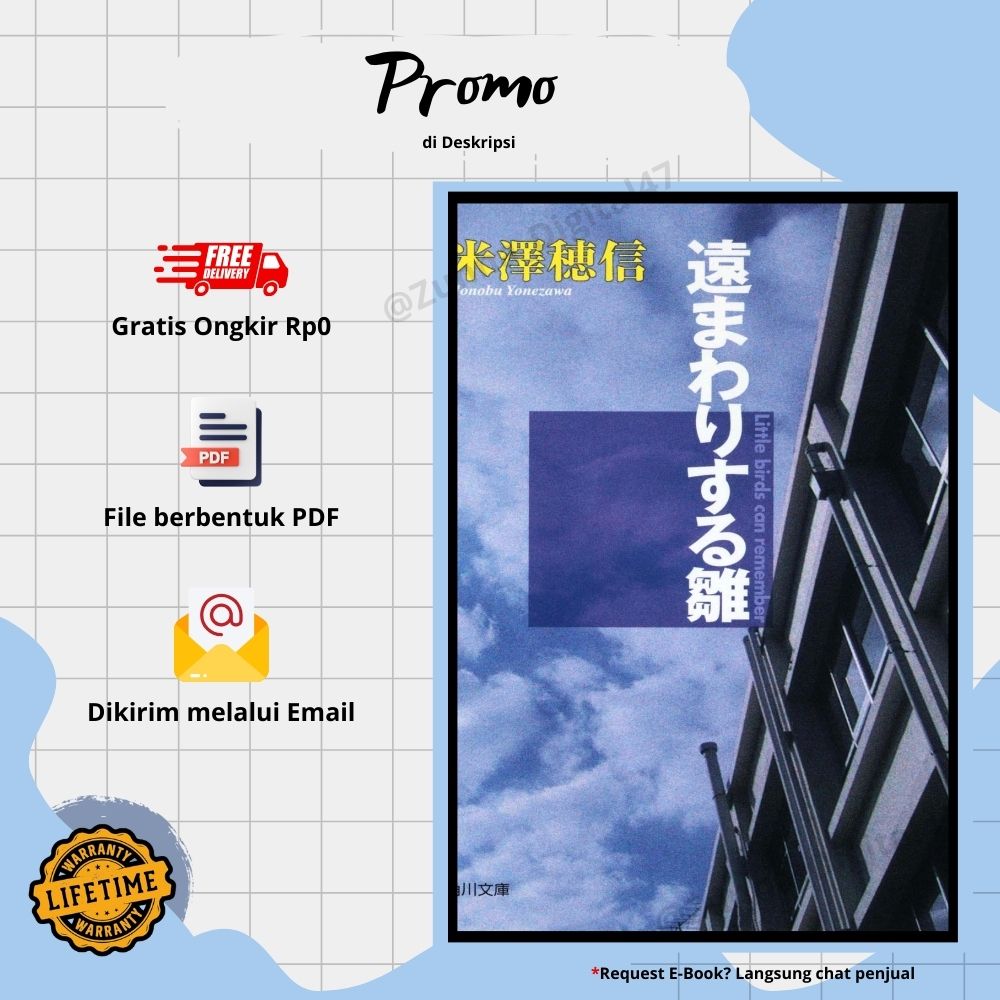 Promo
di Deskripsi
FREE
DELIVERY
Gratis Ongkir Rp0
PDF
File berbentuk PDF
@
Dikirim melalui Email
WARRANTY
LIFETIME
WARRANTY
米澤穂信
onobu Yonezawa
遠まわりする雛
Little birds can remember
川文庫
*Request E-Book? Langsung chat penjual